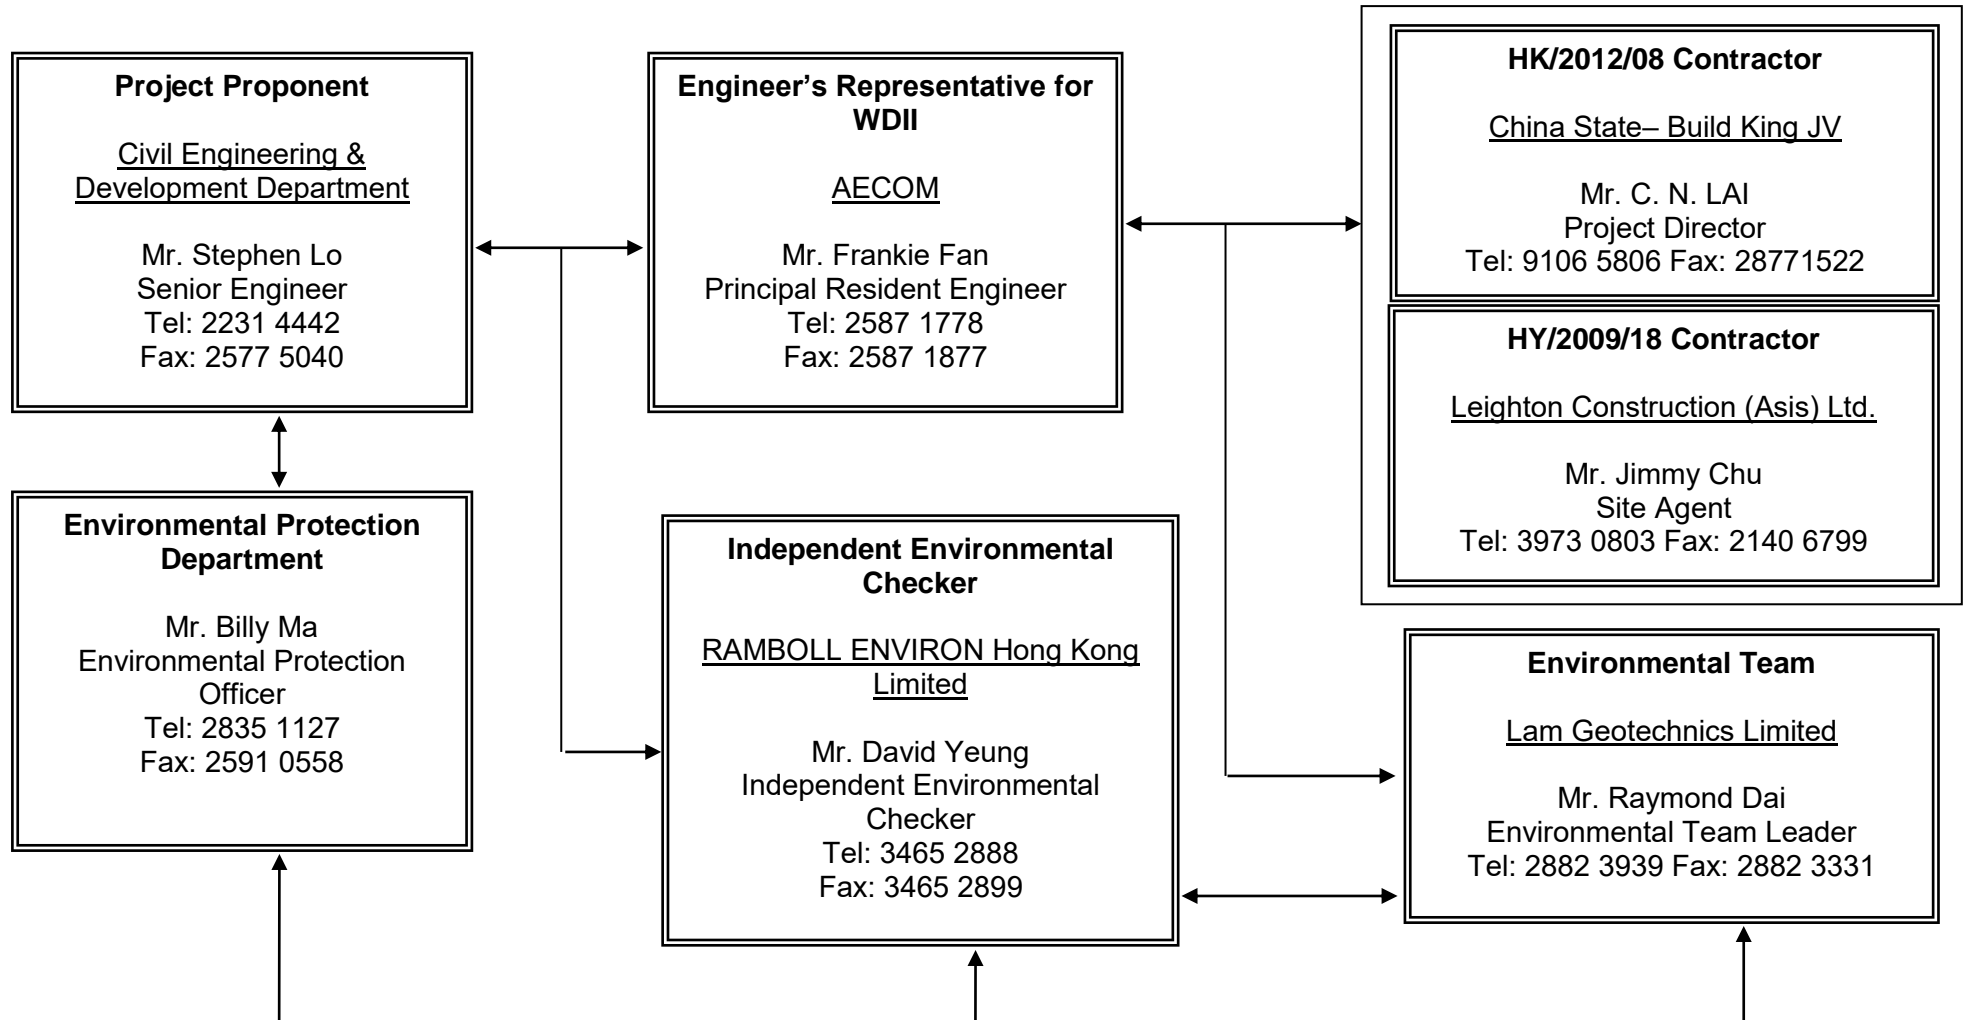 Project Proponent
Civil Engineering &
Development Department
Mr. Stephen Lo
Senior Engineer
Tel: 2231 4442
Fax: 2577 5040
Engineer’s Representative for
WDII
AECOM
Mr. Frankie Fan
Principal Resident Engineer
Tel: 2587 1778
Fax: 2587 1877
HK/2012/08 Contractor
China State– Build King JV
Mr. C. N. LAI
Project Director
Tel: 9106 5806 Fax: 28771522
HY/2009/18 Contractor
Leighton Construction (Asis) Ltd.
Mr. Jimmy Chu
Site Agent
Tel: 3973 0803 Fax: 2140 6799
Environmental Protection
Department
Mr. Billy Ma
Environmental Protection
Officer
Tel: 2835 1127
Fax: 2591 0558
Independent Environmental
Checker
RAMBOLL ENVIRON Hong Kong
Limited
Mr. David Yeung
Independent Environmental
Checker
Tel: 3465 2888
Fax: 3465 2899
Environmental Team
Lam Geotechnics Limited
Mr. Raymond Dai
Environmental Team Leader
Tel: 2882 3939 Fax: 2882 3331